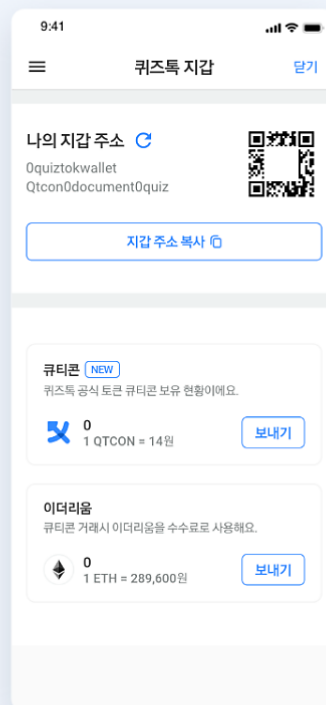 9:41
퀴즈톡 지갑
닫기
나의 지갑 주소
0quiztokwallet
Qtcon0document0quiz
지갑 주소 복사
큐티콘 NEW
퀴즈톡 공식 토큰 큐티콘 보유 현황이에요.
0
1 QTCON = 14원
보내기
이더리움
큐티콘 거래시 이더리움을 수수료로 사용해요.
0
1 ETH = 289,600원
보내기